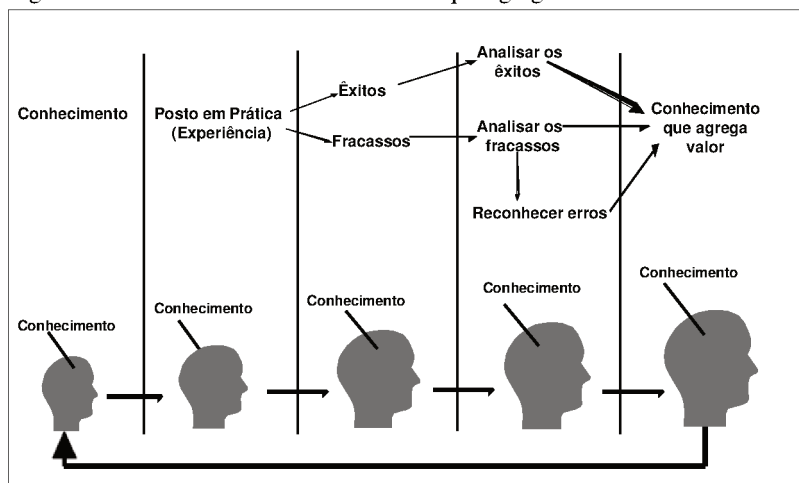 Conhecimento
Posto em Prática
(Experiência)
Êxitos
Fracassos
Analisar os
êxitos
Analisar os
fracassos
Reconhecer erros
Conhecimento
que agrega
valor
Conhecimento
Conhecimento
Conhecimento
Conhecimento
Conhecimento